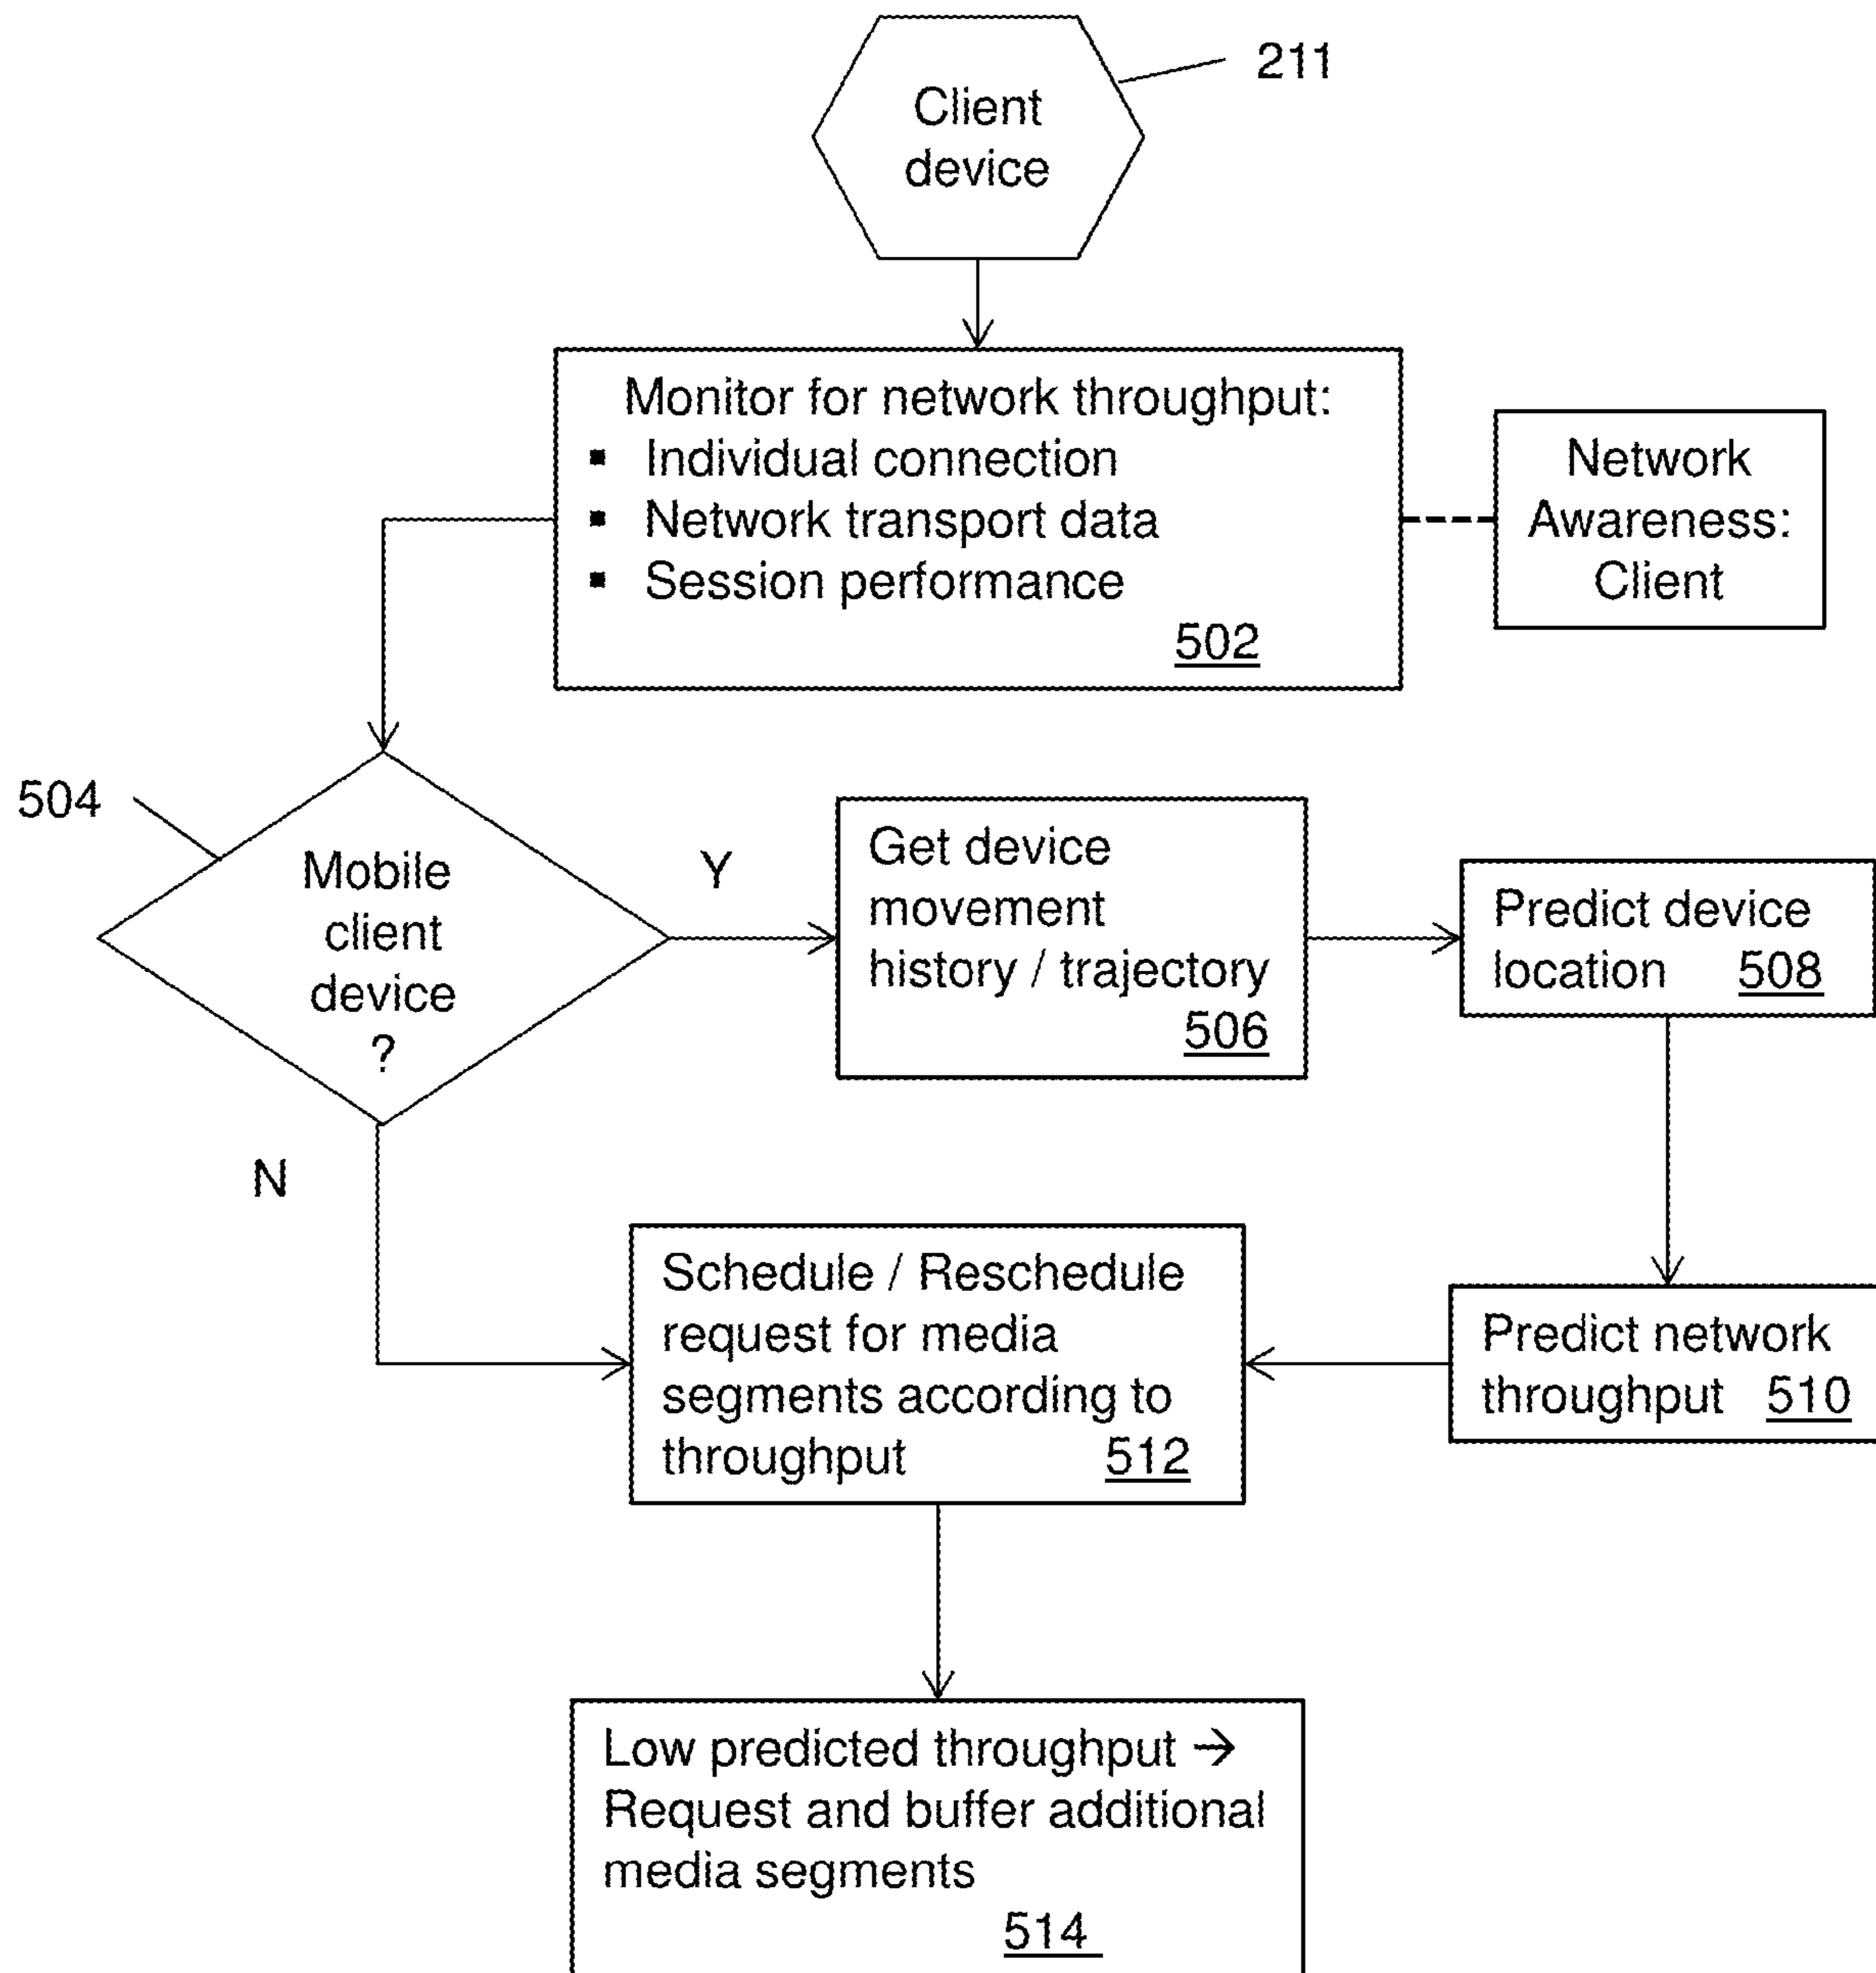 Client
device
211
Monitor for network throughput:
▪ Individual connection
▪ Network transport data
▪ Session performance
502
Network
Awareness:
Client
504
Mobile
client
device
?
Y
Get device
movement
history / trajectory
506
Predict device
location 508
N
Schedule / Reschedule
request for media
segments according to
throughput 512
Predict network
throughput 510
Low predicted throughput →
Request and buffer additional
media segments
514